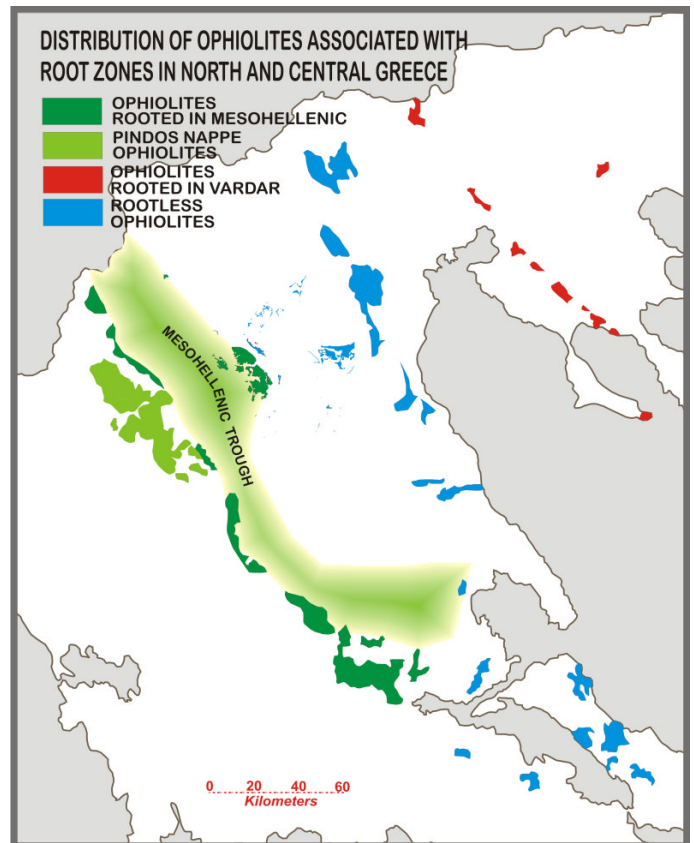 DISTRIBUTION OF OPHIOLITES ASSOCIATED WITH
ROOT ZONES IN NORTH AND CENTRAL GREECE
OPHIOLITES
ROOTED IN MESOHELLENIC
PINDOS NAPPE
OPHIOLITES
OPHIOLITES
ROOTED IN VARDAR
ROOTLESS
OPHIOLITES
MESOHELLENIC TROUGH
0 20 40 60
Kilometers